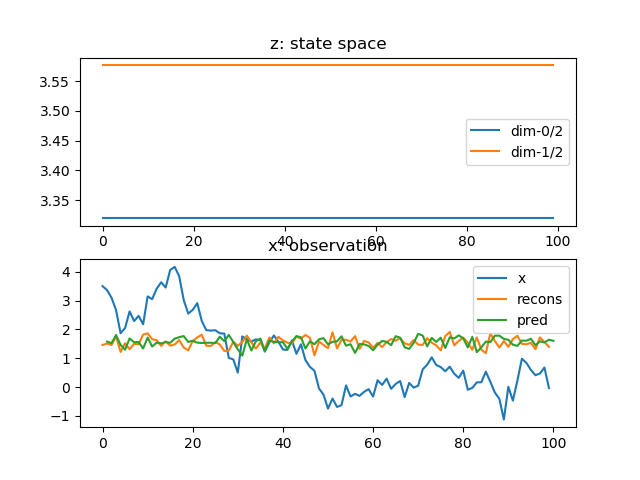 z: state space
3.55
3.50
3.45
3.40
3.35
dim-0/2
dim-1/2
0 20 40 60 80 100
x: observation
4
3
2
1
0
−1
x
recons
pred
0 20 40 60 80 100